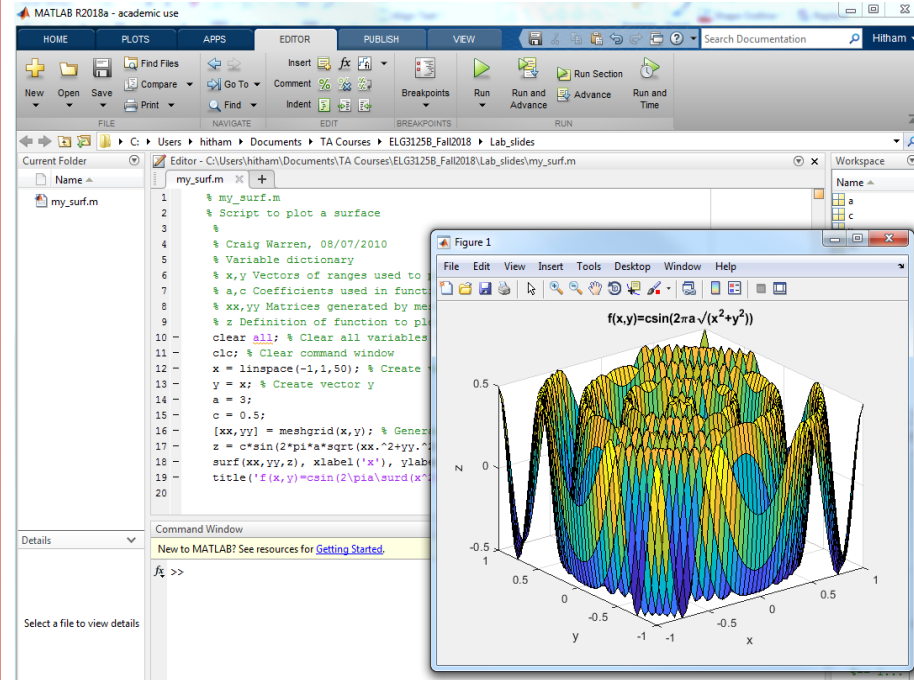 MATLAB R2018a - academic use
HOME PLOTS APPS EDITOR PUBLISH VIEW Search Documentation Hitham
New Open Save Find Files Compare Print
Go To Find
Insert fx Comment Indent
Breakpoints
Run Run and Advance Run Section Advance Run and Time
FILE NAVIGATE EDIT BREAKPOINTS RUN
C: Users hitham Documents TA Courses ELG3125B_Fall2018 Lab_slides
Current Folder
Name
my_surf.m
Editor - C:\Users\hitham\Documents\TA Courses\ELG3125B_Fall2018\Lab_slides\my_surf.m
my_surf.m
1 % my_surf.m
2 % Script to plot a surface
3 %
4 % Craig Warren, 08/07/2010
5 % Variable dictionary
6 % x,y Vectors of ranges used to
7 % a,c Coefficients used in func
8 % xx,yy Matrices generated by me
9 % z Definition of function to pl
10 - clear all; % Clear all variables
11 - clc; % Clear command window
12 - x = linspace(-1,1,50); % Create
13 - y = x; % Create vector y
14 - a = 3;
15 - c = 0.5;
16 - [xx,yy] = meshgrid(x,y); % Gener
17 - z = c*sin(2*pi*a*sqrt(xx.^2+yy.^
18 - surf(xx,yy,z), xlabel('x'), ylab
19 - title('f(x,y)=csin(2\pia\surd(x^
20
Workspace
Name
a
c
Figure 1
File Edit View Insert Tools Desktop Window Help
f(x,y)=csin(2πa√(x²+y²))
0.5
0
-0.5
z
1
0.5
0
-0.5
-1
y
-1
-0.5
0
0.5
1
x
Command Window
New to MATLAB? See resources for Getting Started.
fx >>
Details
Select a file to view details